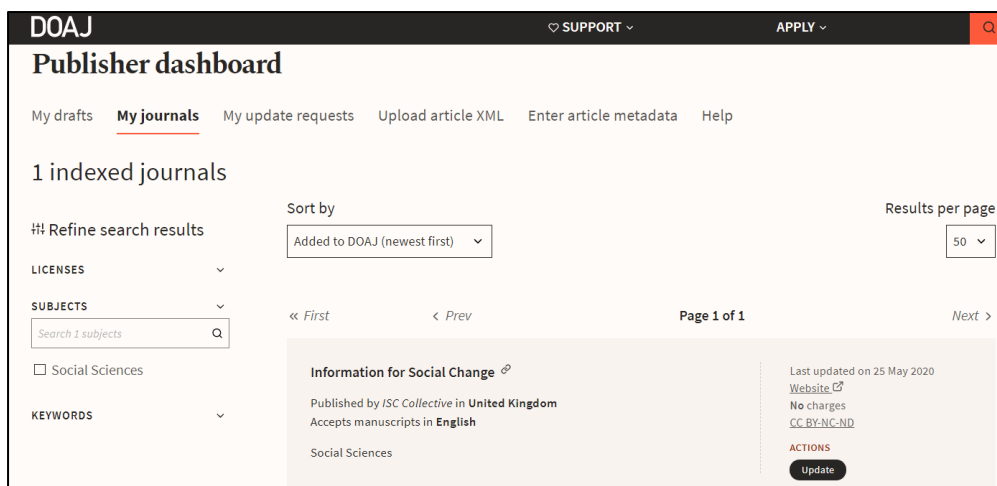 DOAJ
SUPPORT
APPLY
Publisher dashboard
My drafts My journals My update requests Upload article XML Enter article metadata Help
1 indexed journals
Sort by
Results per page
Refine search results
Added to DOAJ (newest first)
50
LICENSES
SUBJECTS
Search 1 subjects
« First
‹ Prev
Page 1 of 1
Next ›
Social Sciences
KEYWORDS
Information for Social Change
Published by ISC Collective in United Kingdom
Accepts manuscripts in English
Social Sciences
Last updated on 25 May 2020
Website
No charges
CC BY-NC-ND
ACTIONS
Update